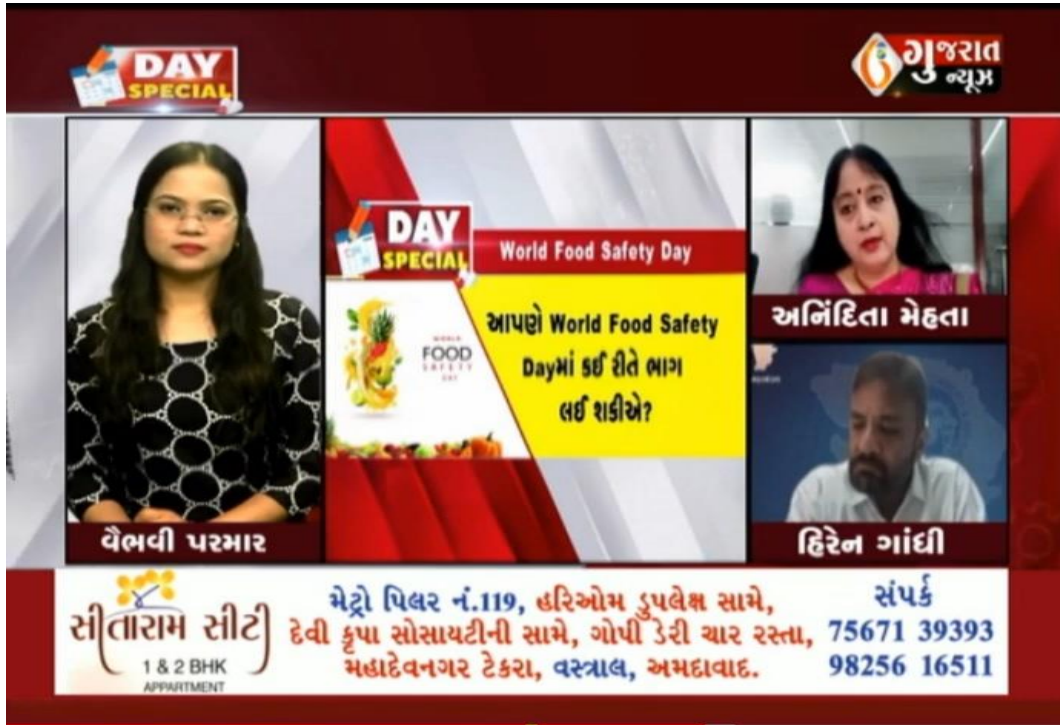 DAY
SPECIAL
ગુજરાત
ન્યૂઝ
DAY
SPECIAL
World Food Safety Day
WORLD
FOOD
SAFETY
DAY
આપણે World Food Safety
Dayમાં કઈ રીતે ભાગ
લઈ શકીએ?
અનિંદિતા મેહતા
વૈભવી પરમાર
હિરેન ગાંધી
સીતારામ સીટી
1 & 2 BHK
APPARTMENT
મેટ્રો પિલર નં.119, હરિઓમ ડુપલેક્ષ સામે,
દેવી કૃપા સોસાયટીની સામે, ગોપી ડેરી ચાર રસ્તા,
મહાદેવનગર ટેકરા, વસ્ત્રાલ, અમદાવાદ.
સંપર્ક
75671 39393
98256 16511